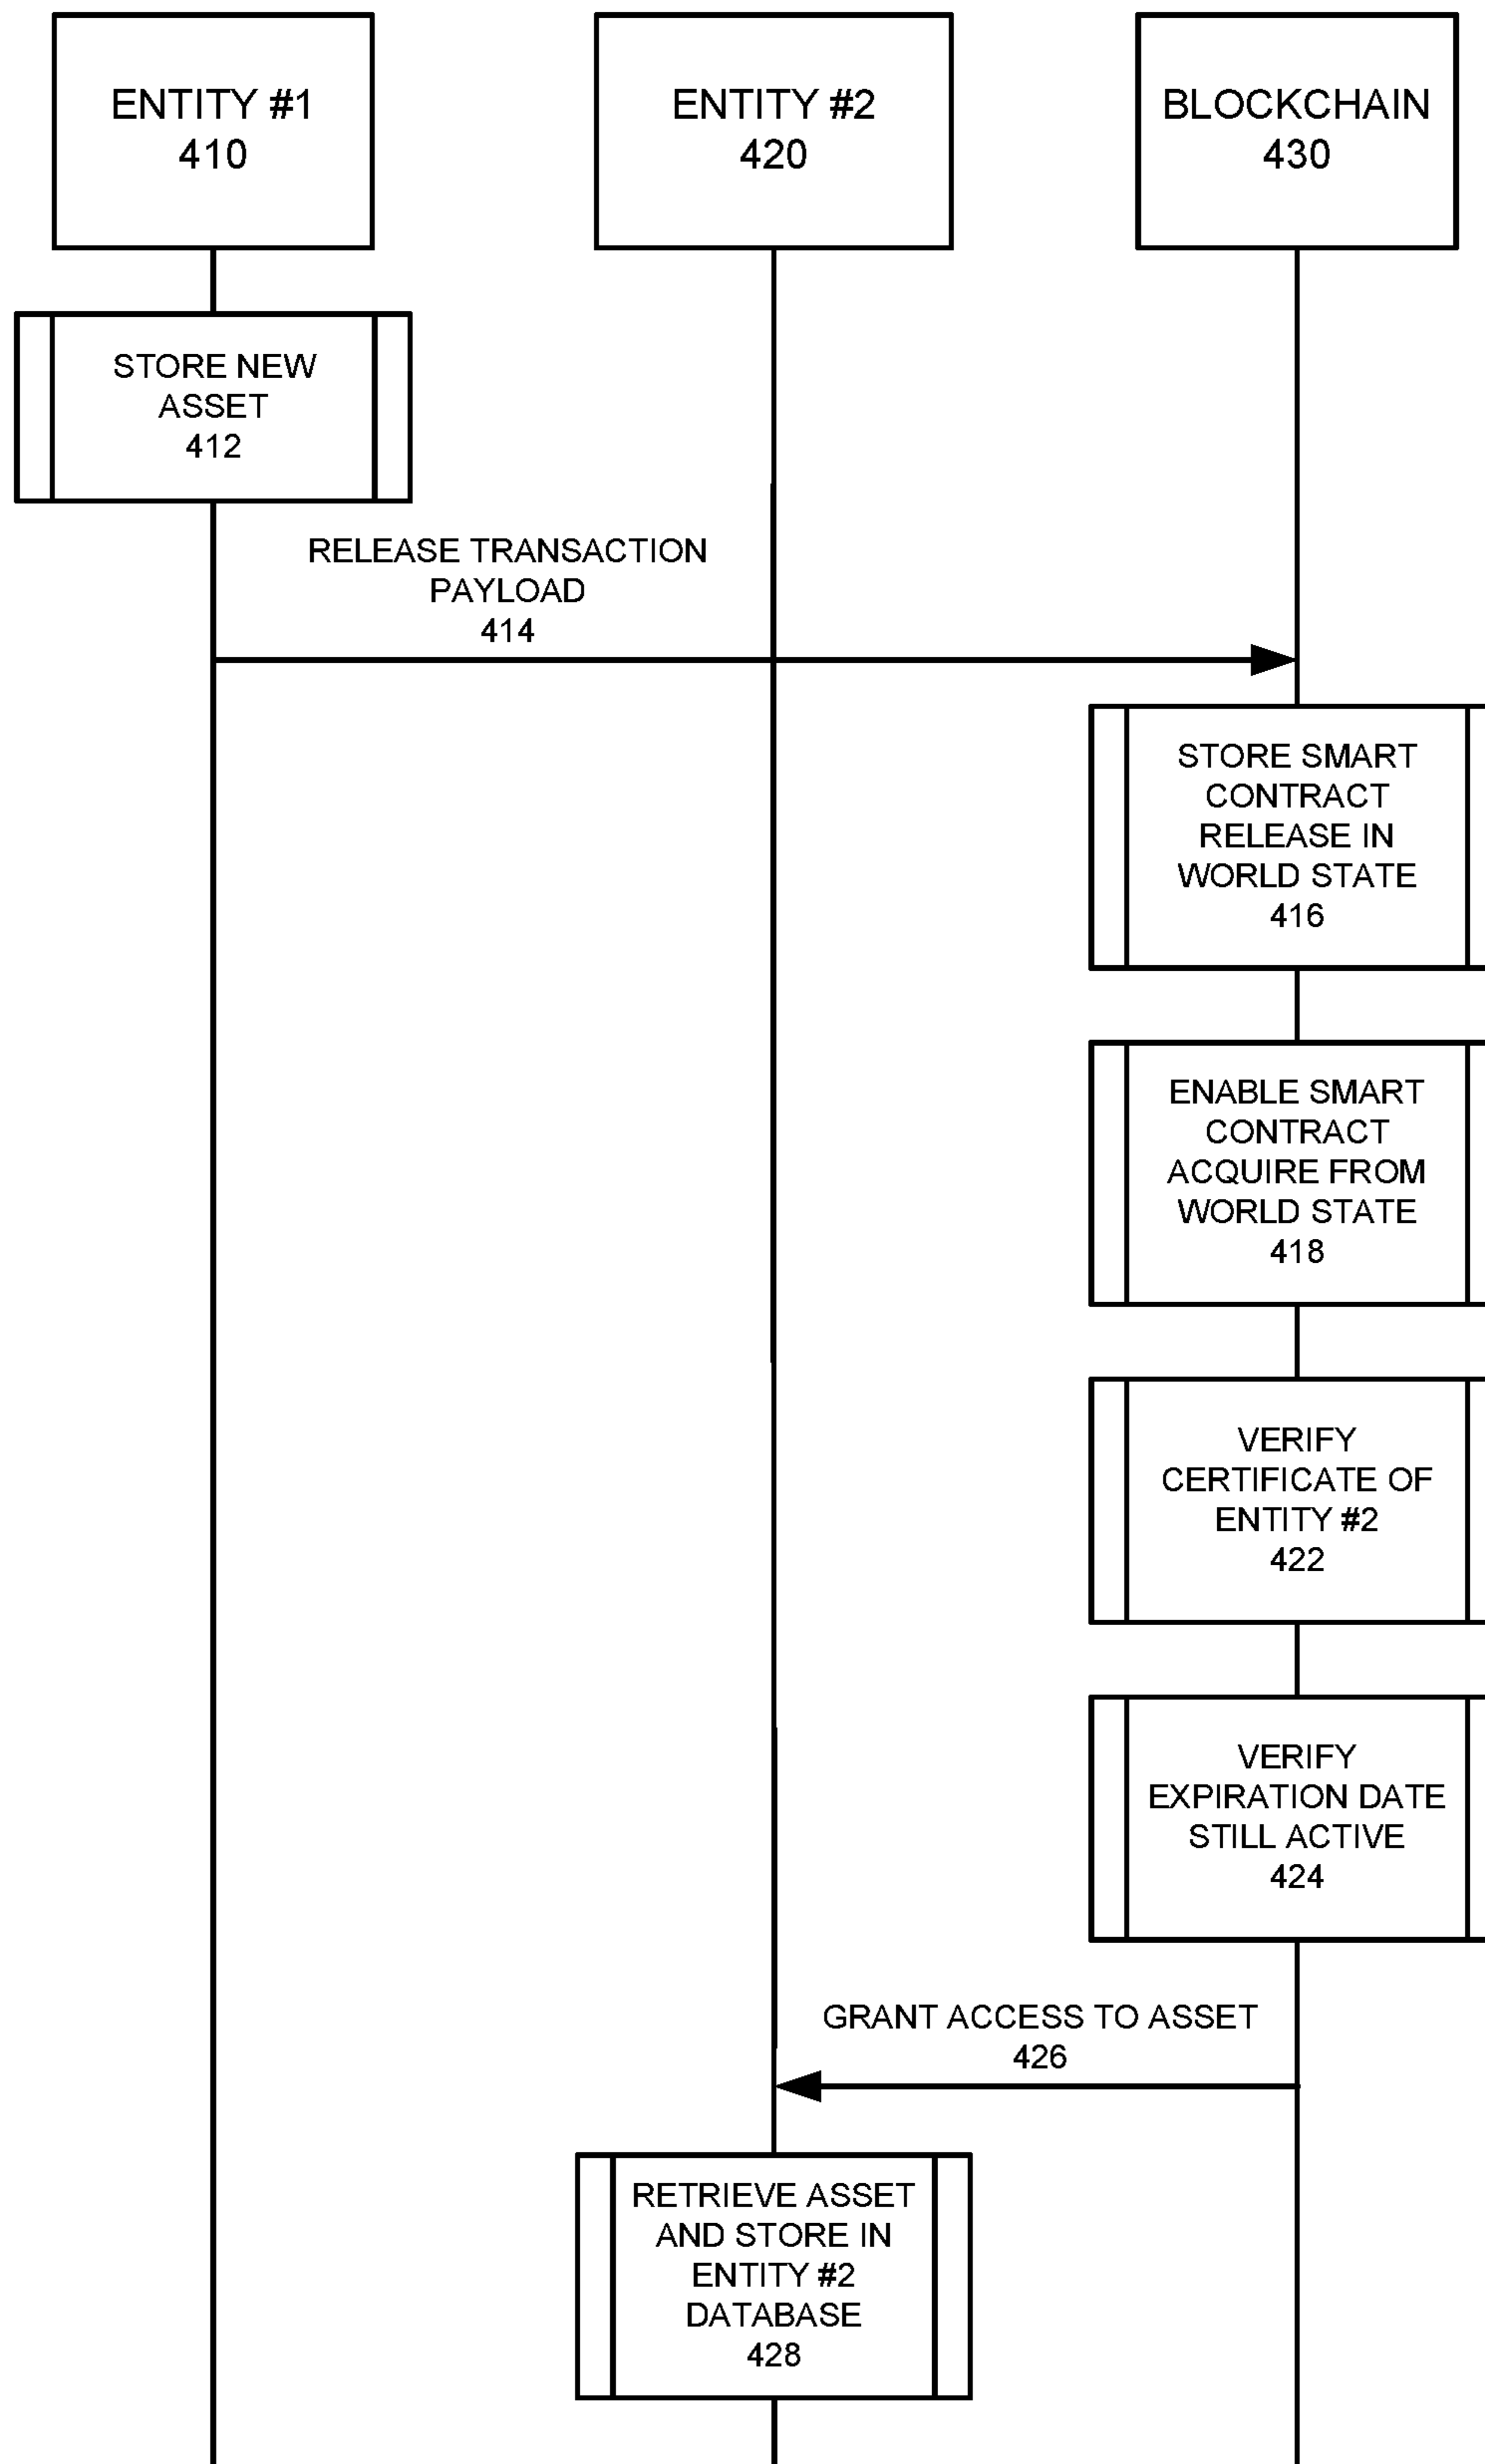 ENTITY #1
410
ENTITY #2
420
BLOCKCHAIN
430
STORE NEW
ASSET
412
RELEASE TRANSACTION
PAYLOAD
414
STORE SMART
CONTRACT
RELEASE IN
WORLD STATE
416
ENABLE SMART
CONTRACT
ACQUIRE FROM
WORLD STATE
418
VERIFY
CERTIFICATE OF
ENTITY #2
422
VERIFY
EXPIRATION DATE
STILL ACTIVE
424
GRANT ACCESS TO ASSET
426
RETRIEVE ASSET
AND STORE IN
ENTITY #2
DATABASE
428